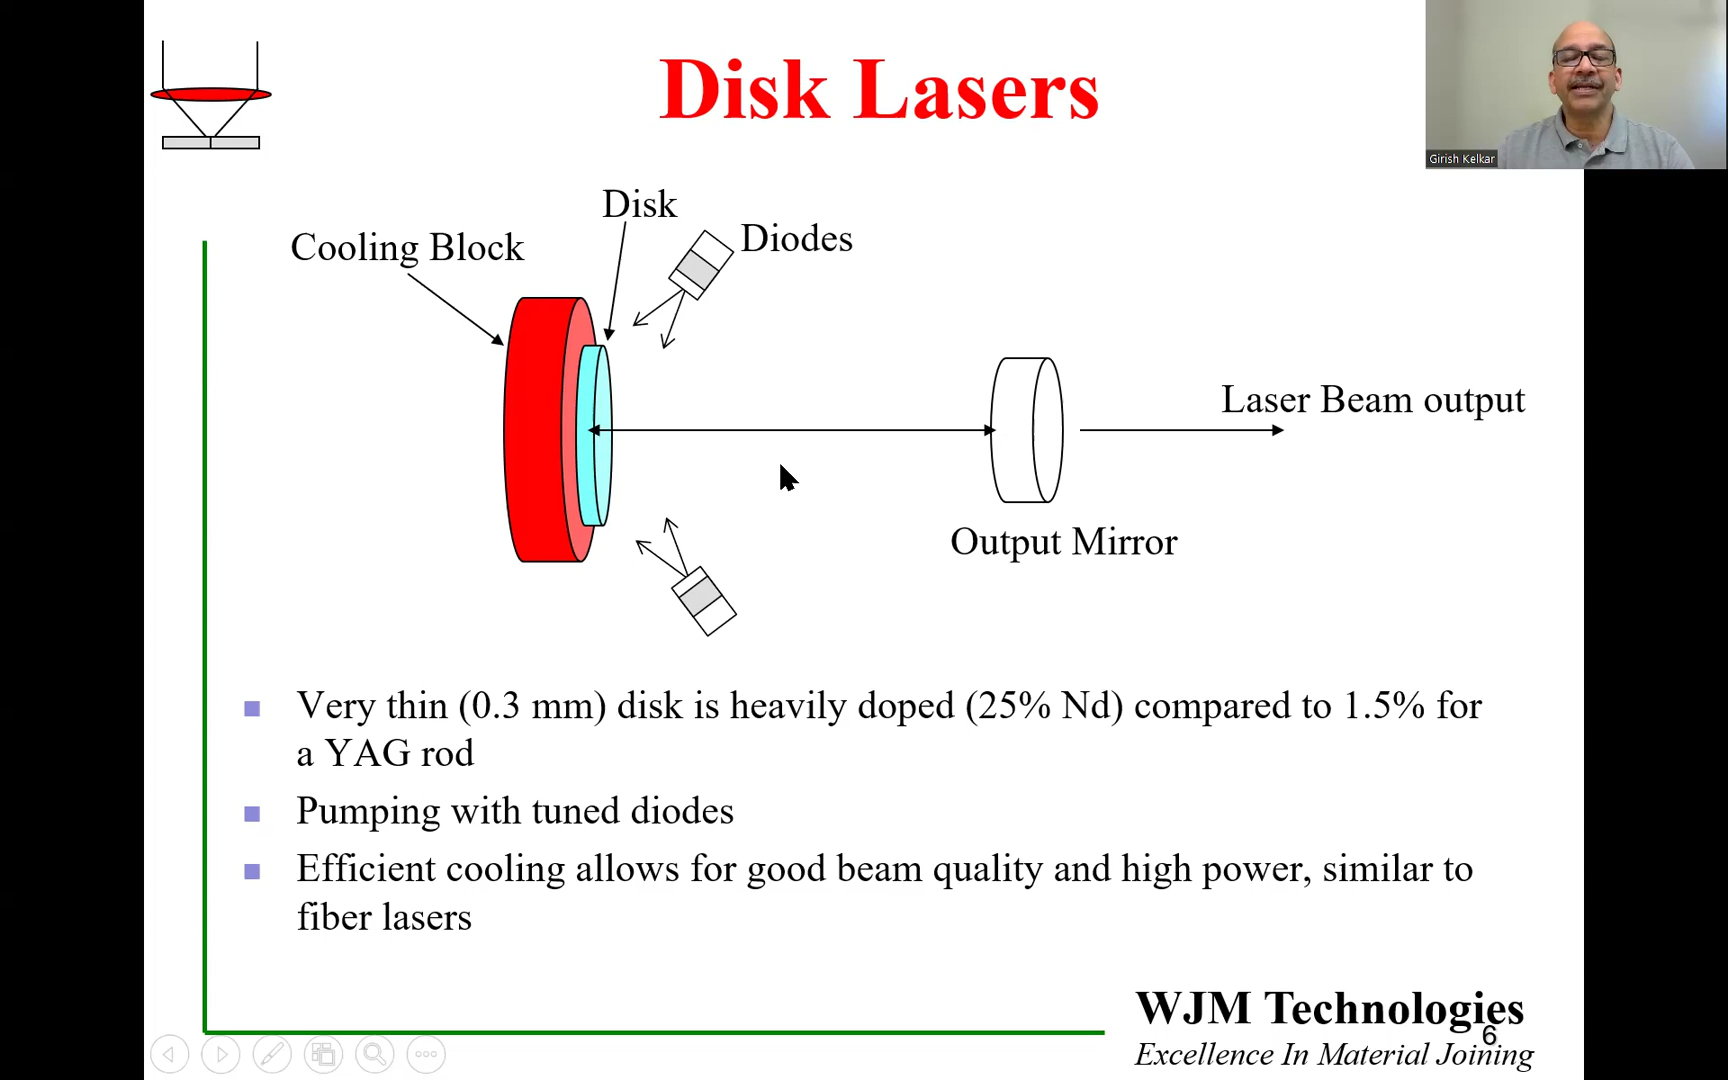 Disk Lasers
Girish Kelkar
Disk
Diodes
Cooling Block
Laser Beam output
Output Mirror
Very thin (0.3 mm) disk is heavily doped (25% Nd) compared to 1.5% for
a YAG rod
Pumping with tuned diodes
Efficient cooling allows for good beam quality and high power, similar to
fiber lasers
WJM Technologies
6
Excellence In Material Joining